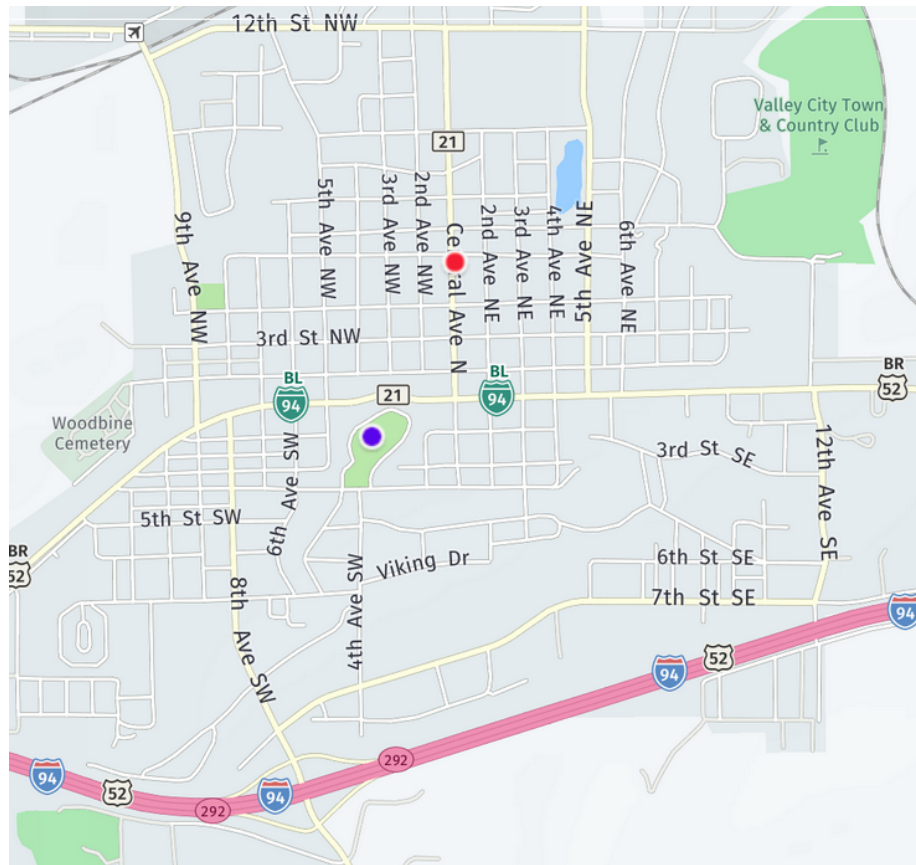 12th St NW
Valley City Town
& Country Club
21
5th Ave NW
3rd Ave NW
2nd Ave NW
2nd Ave NE
3rd Ave NE
4th Ave NE
5th Ave NE
6th Ave NE
9th Ave NW
Ce
al Ave N
3rd St NW
BL
94
21
BL
94
BR
52
Woodbine
Cemetery
6th Ave SW
3rd St SE
12th Ave SE
5th St SW
BR
52
Viking Dr
6th St SE
7th St SE
8th Ave SW
4th Ave SW
94
52
94
292
94
52
94
292